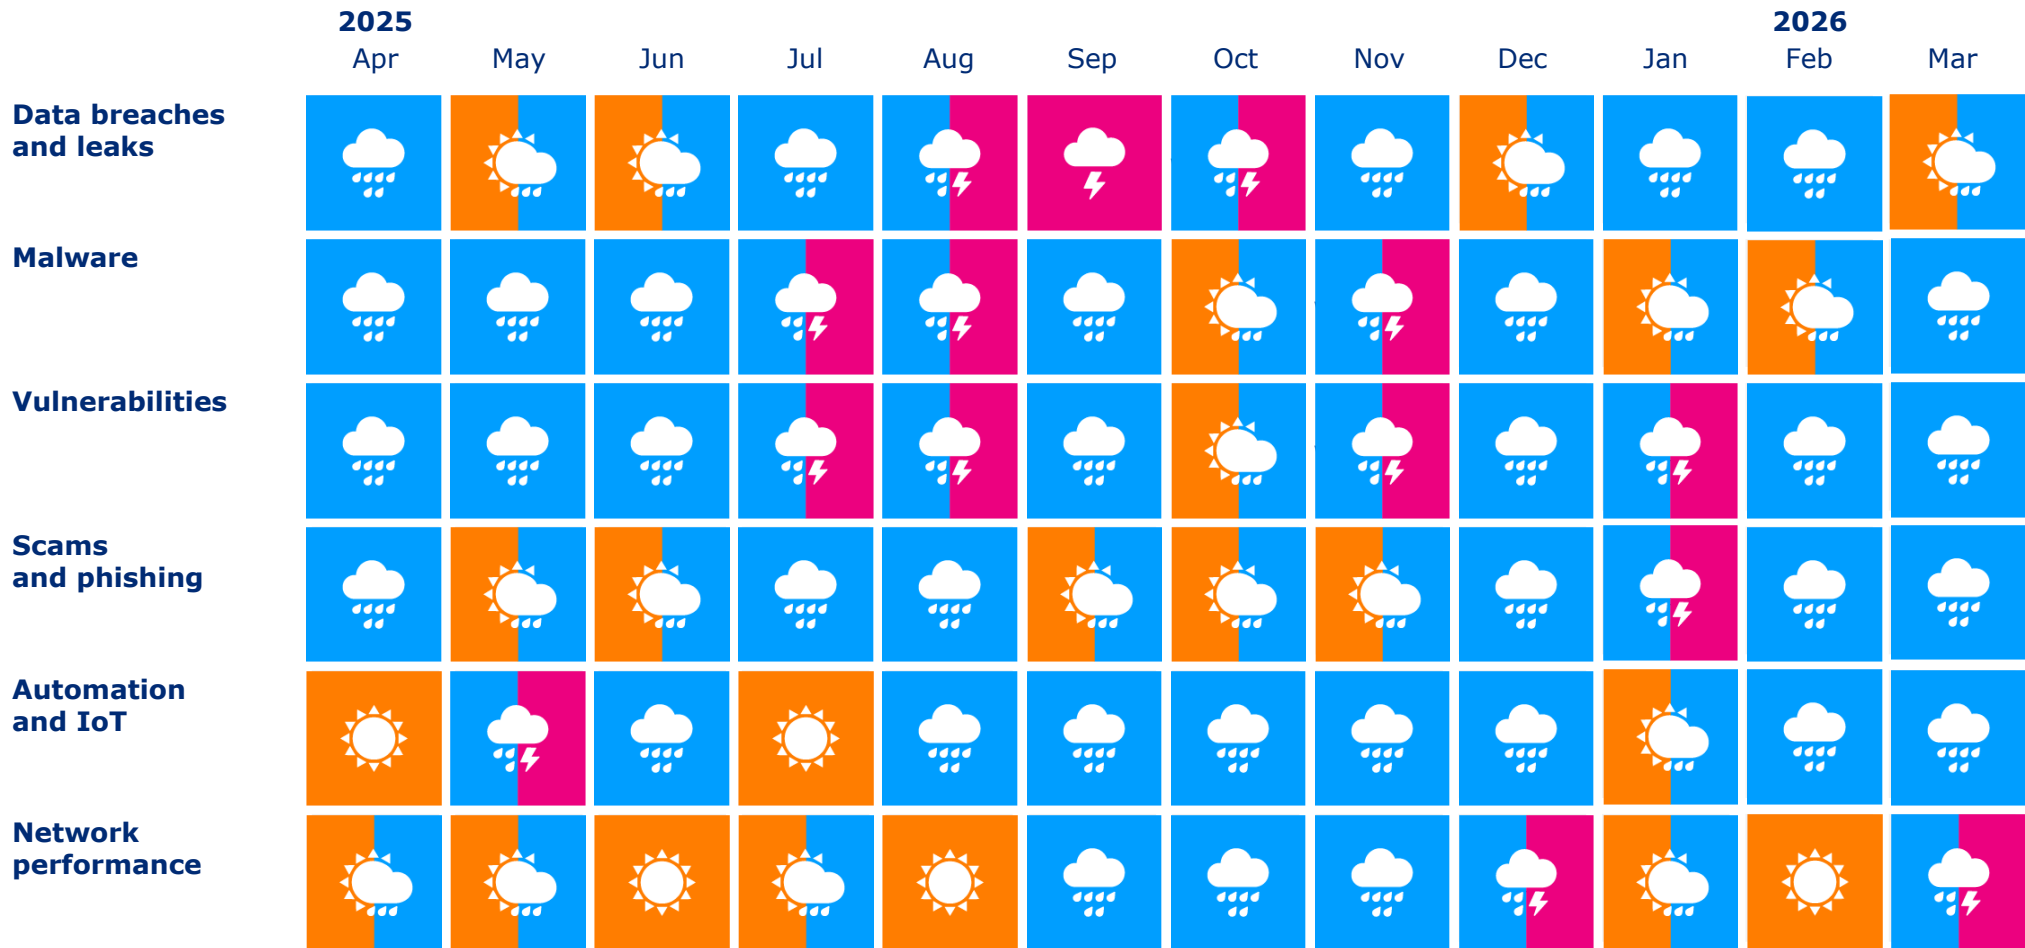 2025 2026
Apr May Jun Jul Aug Sep Oct Nov Dec Jan Feb Mar
Data breaches
and leaks
Malware
Vulnerabilities
Scams
and phishing
Automation
and IoT
Network
performance